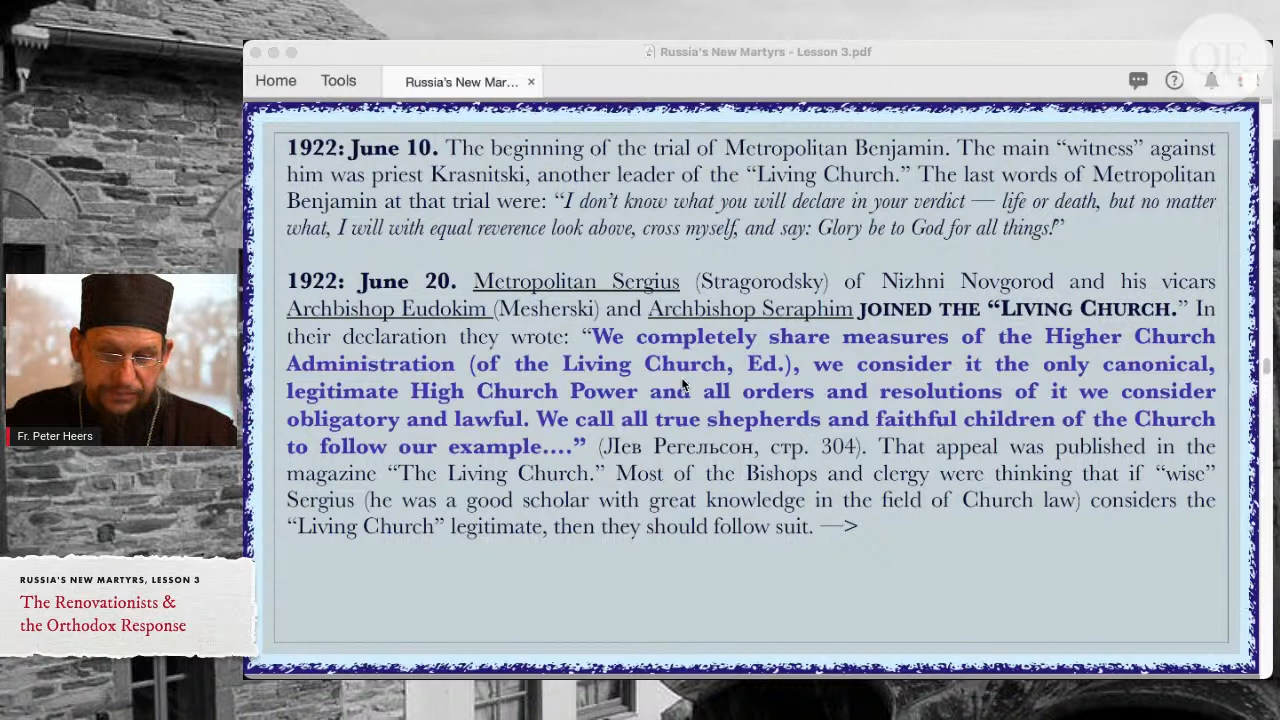 OE
Russia's New Martyrs - Lesson 3.pdf
Home Tools Russia's New Mar... ×
1922: June 10. The beginning of the trial of Metropolitan Benjamin. The main “witness” against
him was priest Krasnitski, another leader of the “Living Church.” The last words of Metropolitan
Benjamin at that trial were: “I don’t know what you will declare in your verdict — life or death, but no matter
what, I will with equal reverence look above, cross myself, and say: Glory be to God for all things!”
1922: June 20. Metropolitan Sergius (Stragorodsky) of Nizhni Novgorod and his vicars
Archbishop Eudokim (Mesherski) and Archbishop Seraphim JOINED THE “LIVING CHURCH.” In
their declaration they wrote: “We completely share measures of the Higher Church
Administration (of the Living Church, Ed.), we consider it the only canonical,
legitimate High Church Power and all orders and resolutions of it we consider
obligatory and lawful. We call all true shepherds and faithful children of the Church
to follow our example….” (Лев Регельсон, стр. 304). That appeal was published in the
magazine “The Living Church.” Most of the Bishops and clergy were thinking that if “wise”
Sergius (he was a good scholar with great knowledge in the field of Church law) considers the
“Living Church” legitimate, then they should follow suit. —>
Fr. Peter Heers
RUSSIA'S NEW MARTYRS, LESSON 3
The Renovationists &
the Orthodox Response